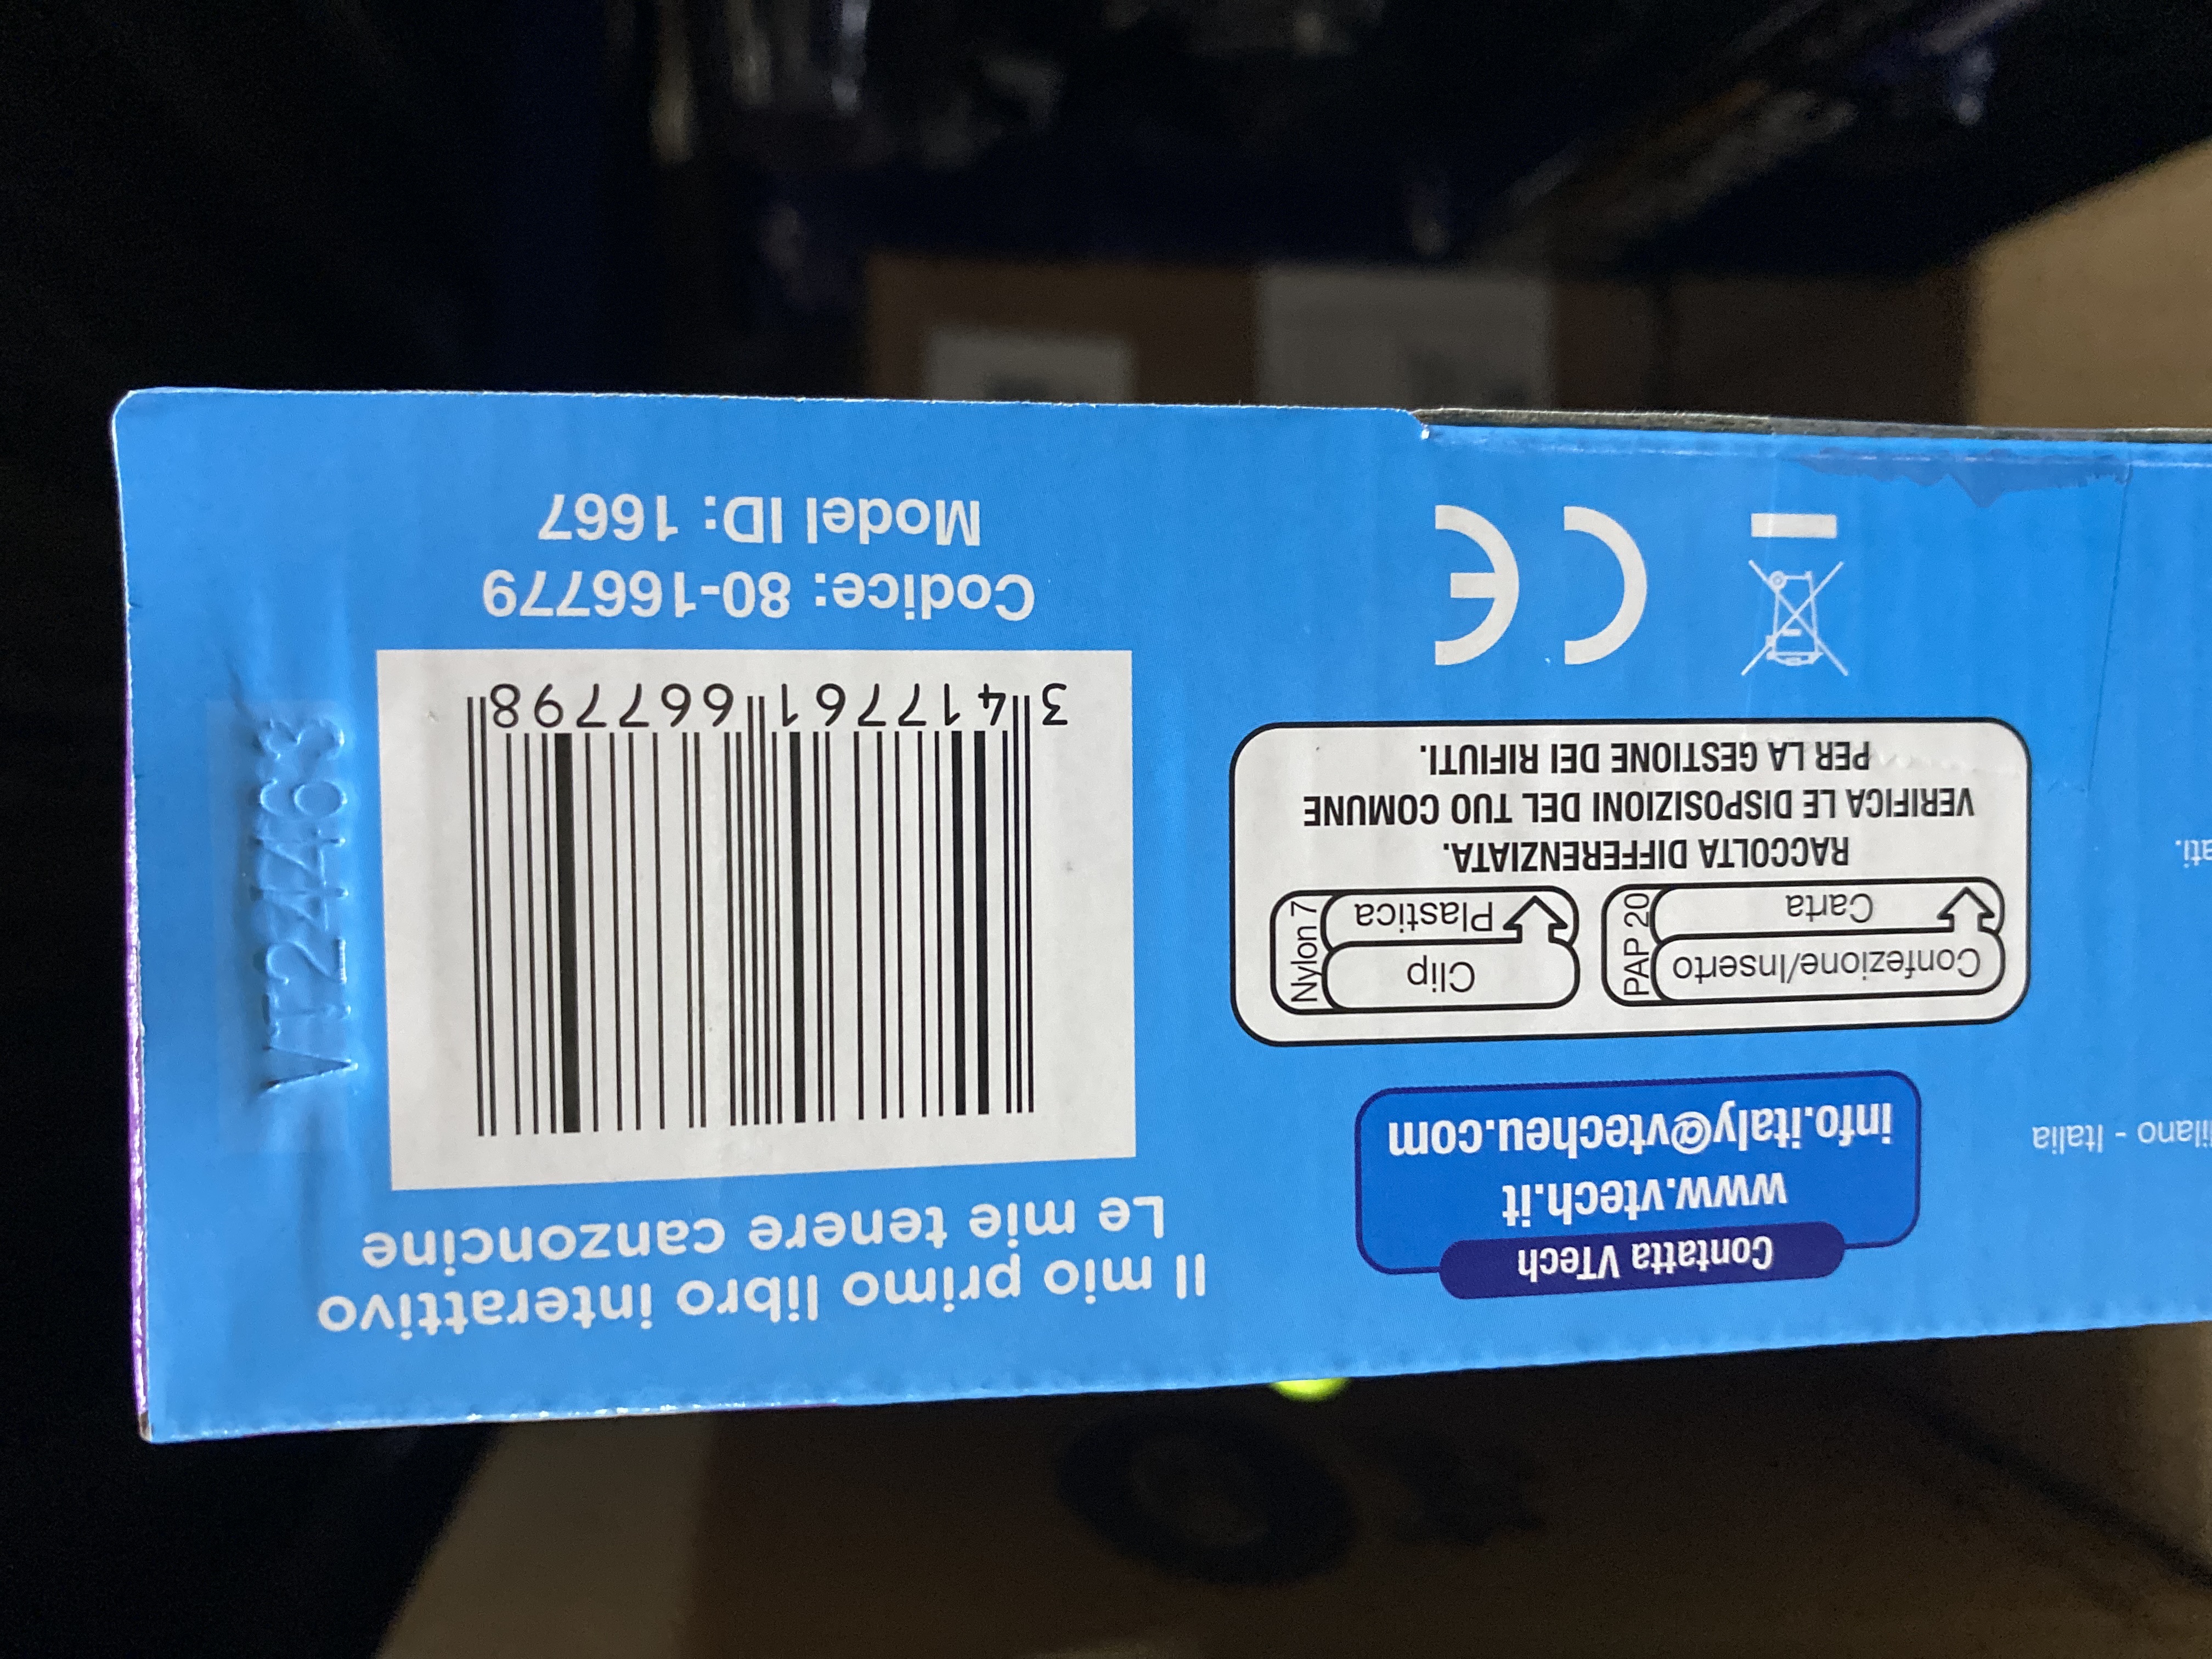 ilano - Italia
ati.
Contatta VTech
www.vtech.it
info.italy@vtecheu.com
Confezione/Inserto
Carta
PAP 20
Clip
Plastica
Nylon 7
RACCOLTA DIFFERENZIATA.
VERIFICA LE DISPOSIZIONI DEL TUO COMUNE
PER LA GESTIONE DEI RIFIUTI.
CE
Il mio primo libro interattivo
Le mie tenere canzoncine
3 417761 667798
Codice: 80-166779
Model ID: 1667
VT24463